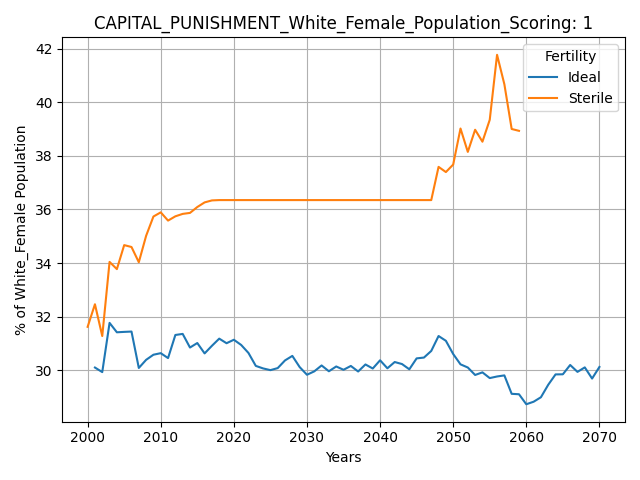 CAPITAL_PUNISHMENT_White_Female_Population_Scoring: 1
Fertility
Ideal
Sterile
% of White_Female Population
42
40
38
36
34
32
30
2000 2010 2020 2030 2040 2050 2060 2070
Years